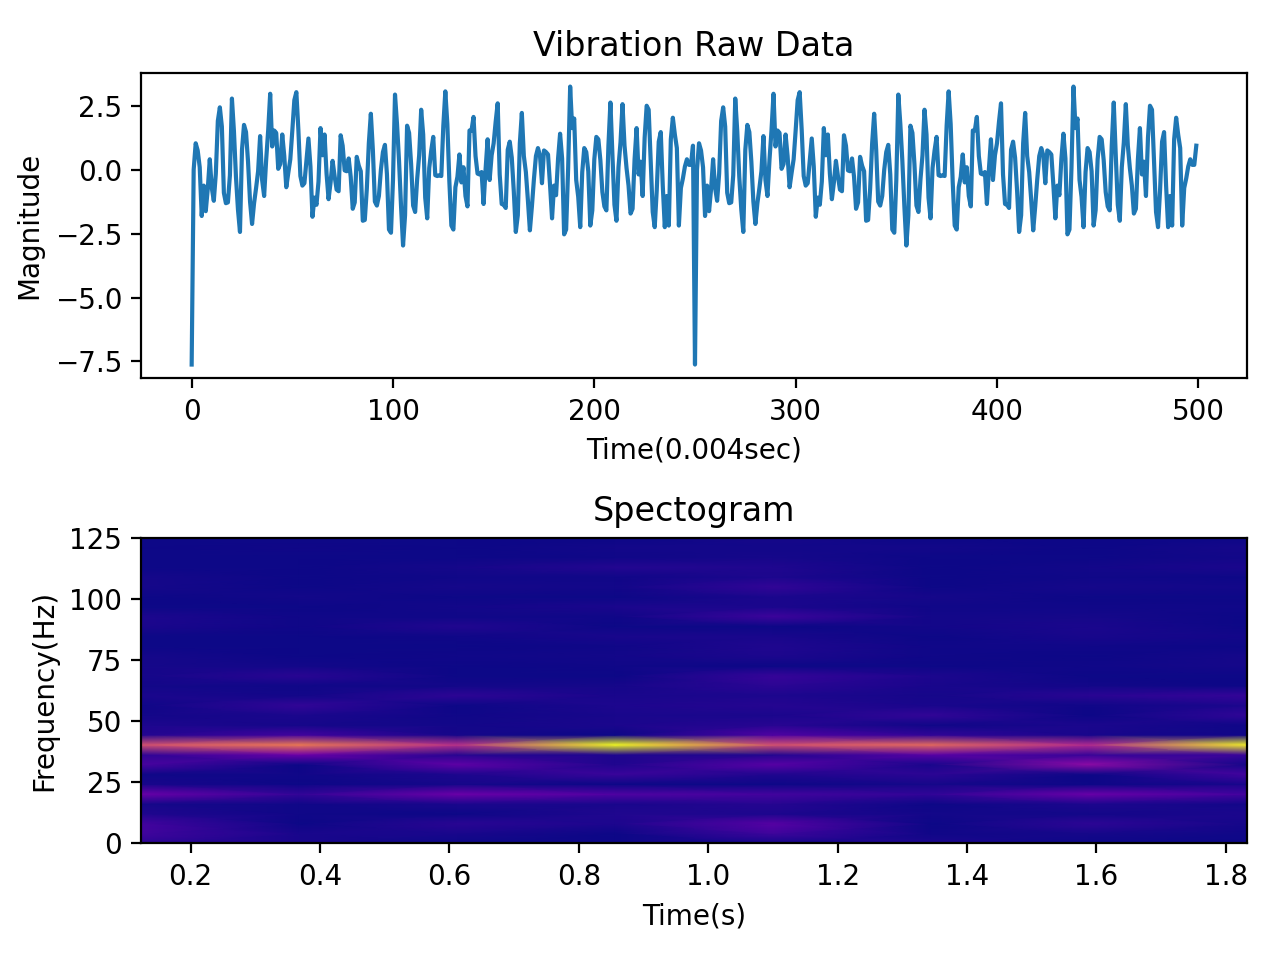 Vibration Raw Data
Magnitude
2.5
0.0
−2.5
−5.0
−7.5
0 100 200 300 400 500
Time(0.004sec)
Spectogram
Frequency(Hz)
125
100
75
50
25
0
0.2 0.4 0.6 0.8 1.0 1.2 1.4 1.6 1.8
Time(s)